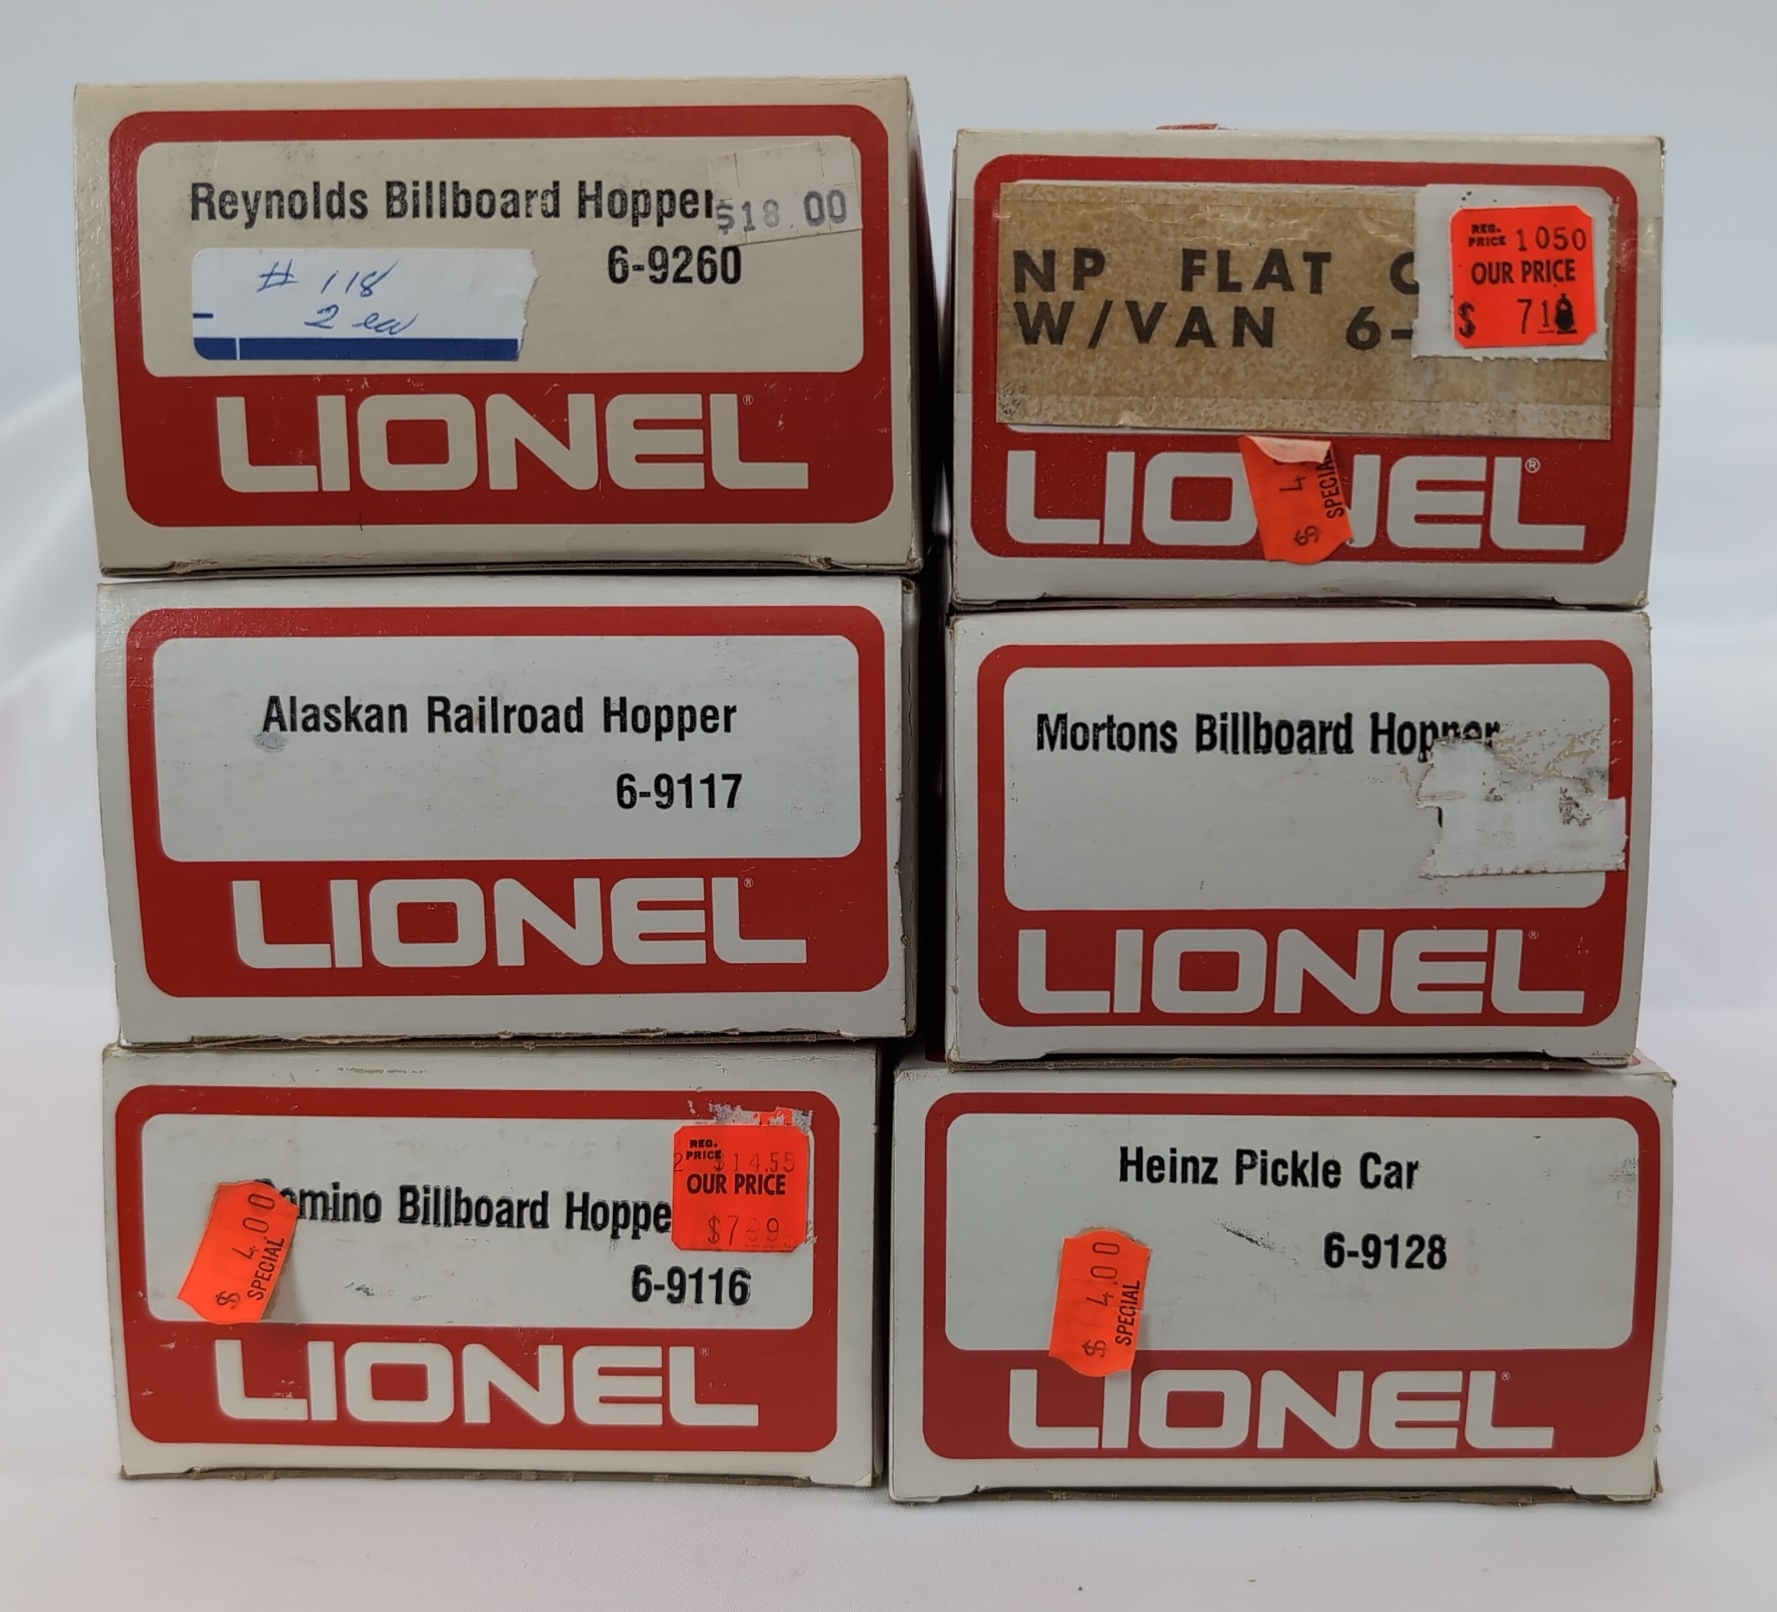 Reynolds Billboard Hopper
$18.00
6-9260
# 118
2 ea
LIONEL
NP FLAT C
W/VAN 6-
REG. PRICE 1050
OUR PRICE
$ 71
LIONEL
$ 4
SPECIAL
Alaskan Railroad Hopper
6-9117
LIONEL
Mortons Billboard Hopper
LIONEL
Domino Billboard Hoppe
REG. PRICE $14.55
OUR PRICE
6-9116
$ 4.00
SPECIAL
LIONEL
Heinz Pickle Car
6-9128
$ 4.00
SPECIAL
LIONEL